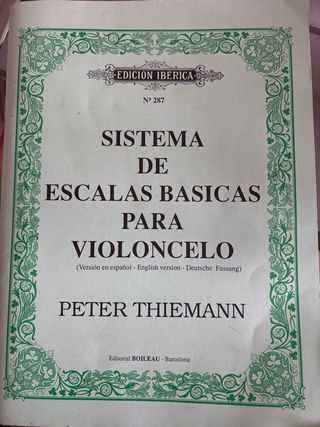 EDICION IBERICA
Nº 287
SISTEMA
DE
ESCALAS BASICAS
PARA
VIOLONCELO
(Versión en español - English version - Deutsche Fassung)
PETER THIEMANN
Editorial BOILEAU - Barcelona